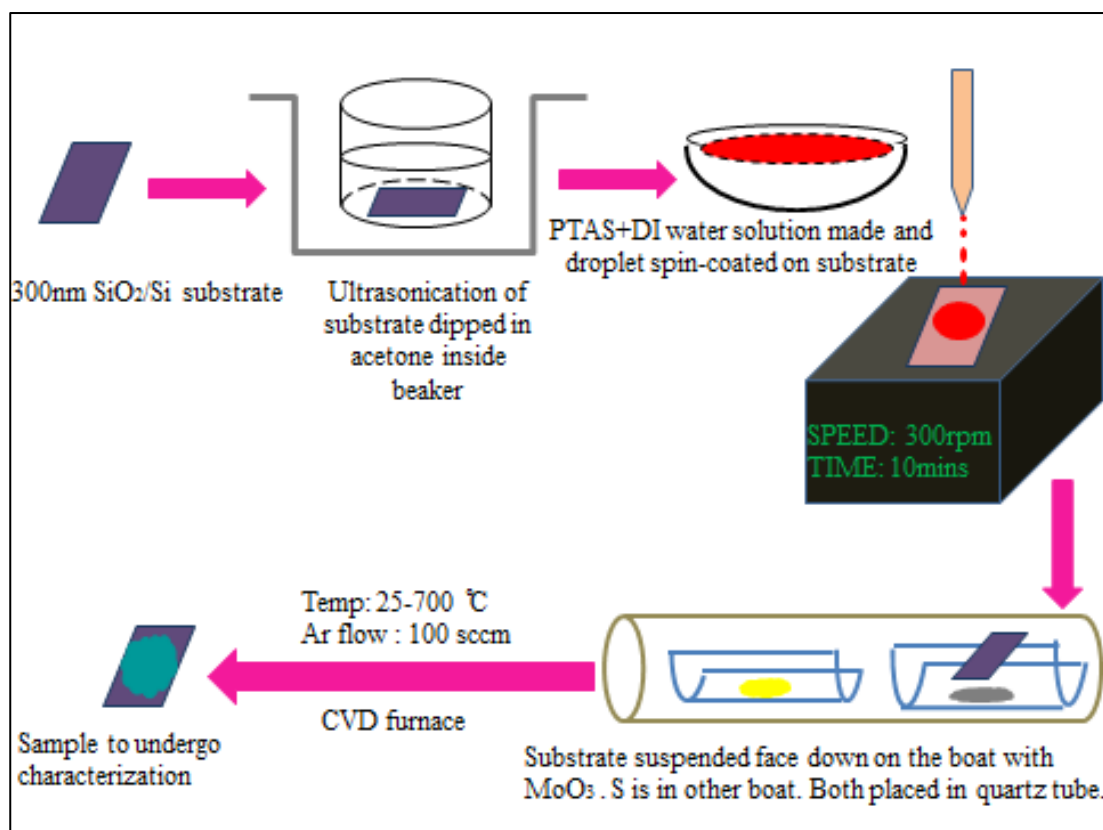 300nm SiO₂/Si substrate
Ultrasonication of
substrate dipped in
acetone inside
beaker
PTAS+DI water solution made and
droplet spin-coated on substrate
SPEED: 300rpm
TIME: 10mins
Substrate suspended face down on the boat with
MoO₃ . S is in other boat. Both placed in quartz tube.
Temp: 25-700 ℃
Ar flow : 100 sccm
CVD furnace
Sample to undergo
characterization